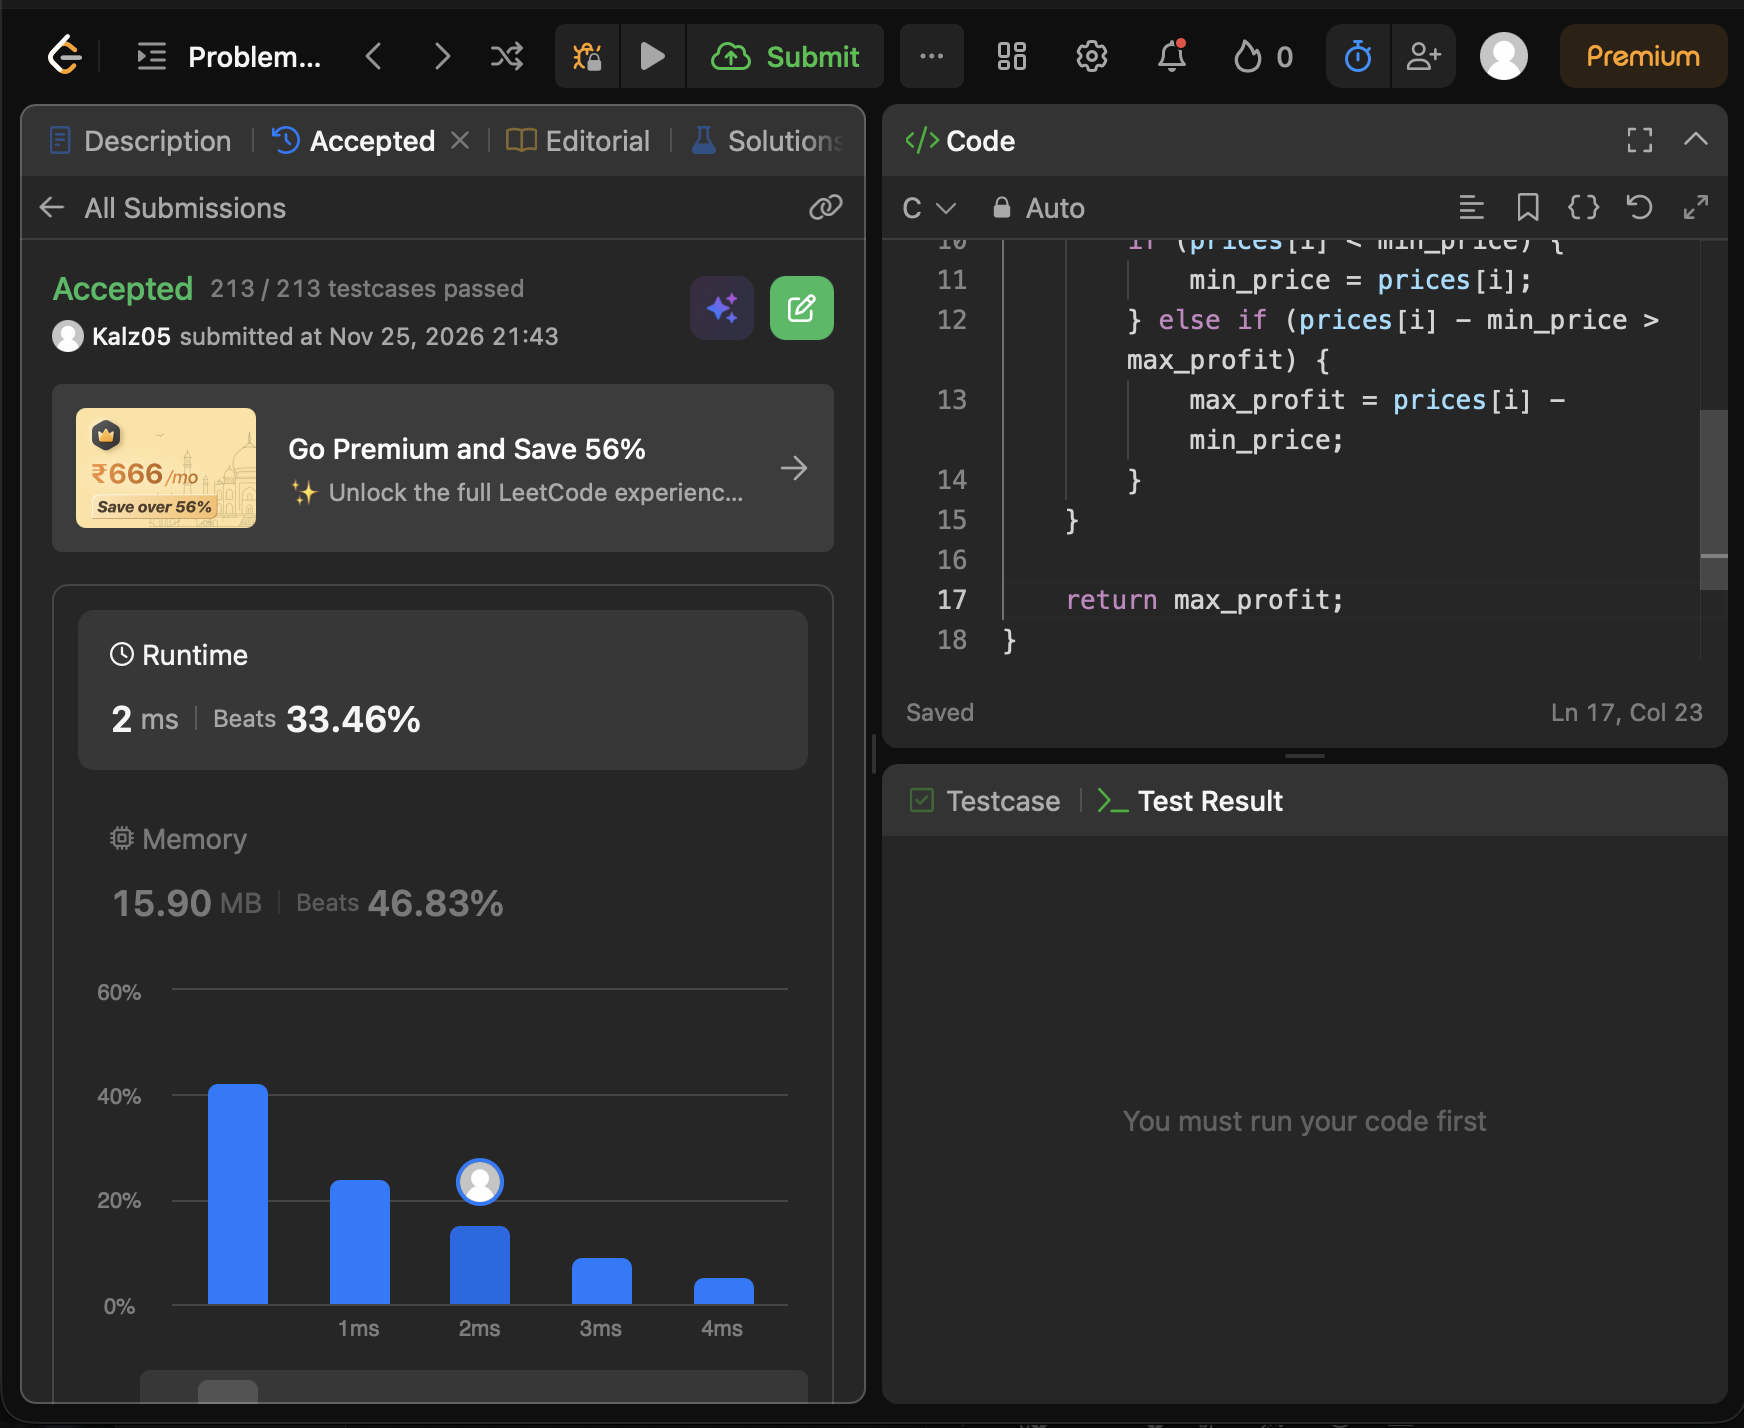 Problem...
Submit
0
Premium
Description
Accepted
Editorial
Solutions
All Submissions
Accepted 213 / 213 testcases passed
Kalz05 submitted at Nov 25, 2026 21:43
₹666/mo
Save over 56%
Go Premium and Save 56%
✨ Unlock the full LeetCode experienc...
Runtime
2 ms | Beats 33.46%
Memory
15.90 MB | Beats 46.83%
60%
40%
20%
0%
1ms 2ms 3ms 4ms
</> Code
C Auto
10 if (prices[i] < min_price) {
11 min_price = prices[i];
12 } else if (prices[i] - min_price >
max_profit) {
13 max_profit = prices[i] -
min_price;
14 }
15 }
16
17 return max_profit;
18 }
Saved
Ln 17, Col 23
Testcase
Test Result
You must run your code first